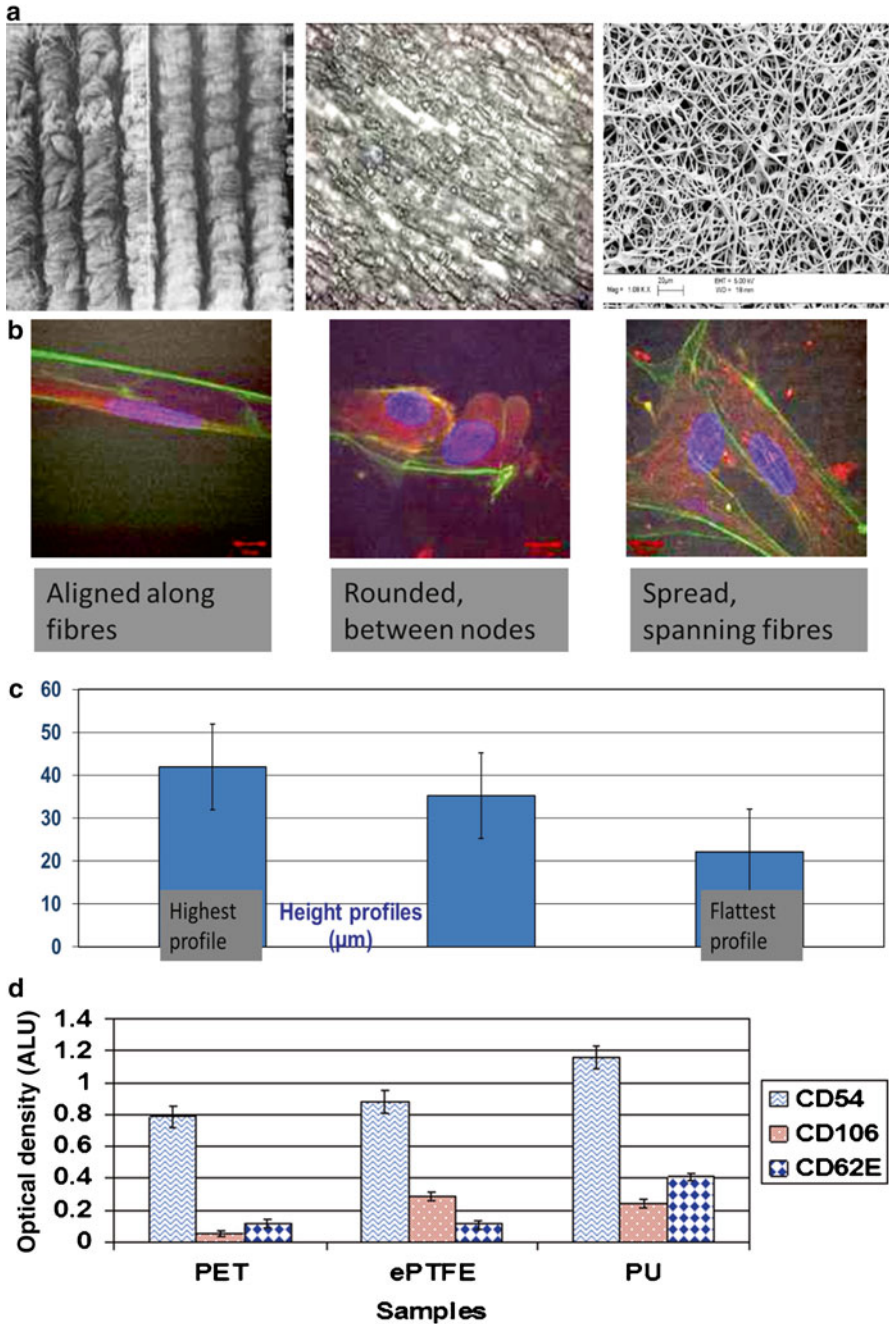 a
Mag = 1.08 K X
20µm
EHT = 5.00 kV
WD = 18 mm
b
Aligned along
fibres
Rounded,
between nodes
Spread,
spanning fibres
c
60
50
40
30
20
10
0
Highest
profile
Height profiles
(µm)
Flattest
profile
d
Optical density (ALU)
1.4
1.2
1
0.8
0.6
0.4
0.2
0
CD54
CD106
CD62E
PET
ePTFE
PU
Samples